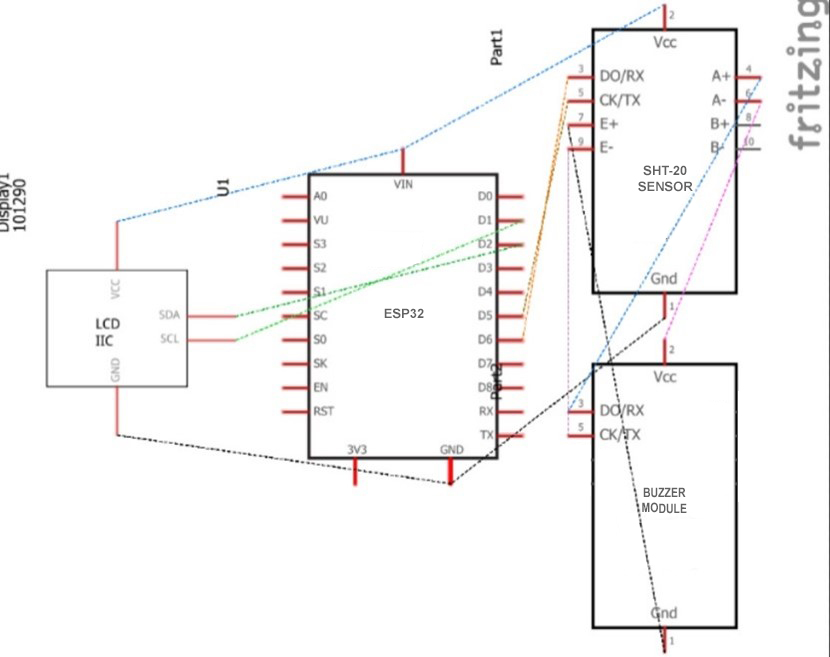 fritzing
Display1
101290
VCC
LCD
IIC
SDA
SCL
GND
U1
VIN
A0
VU
S3
S2
S1
SC
S0
SK
EN
RST
ESP32
D0
D1
D2
D3
D4
D5
D6
D7
D8
RX
TX
3V3
GND
Part1
2
Vcc
3
DO/RX
5
CK/TX
7
E+
9
E-
4
A+
6
A-
8
B+
10
B-
SHT-20
SENSOR
Gnd
1
Part2
2
Vcc
3
DO/RX
5
CK/TX
BUZZER
MODULE
Gnd
1